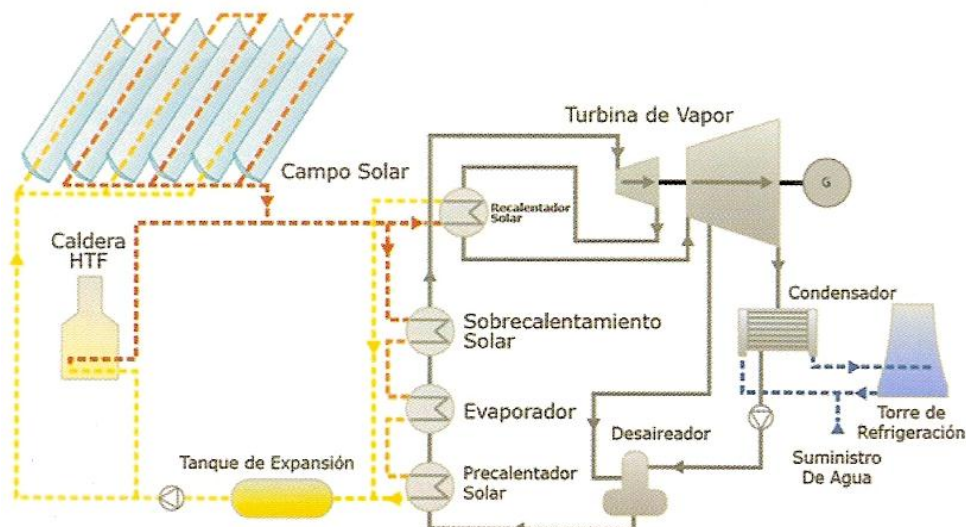 Turbina de Vapor
Campo Solar
Recalentador
Solar
G
Caldera
HTF
Condensador
Sobrecalentamiento
Solar
Evaporador
Desaireador
Torre de
Refrigeración
Tanque de Expansión
Precalentador
Solar
Suministro
De Agua